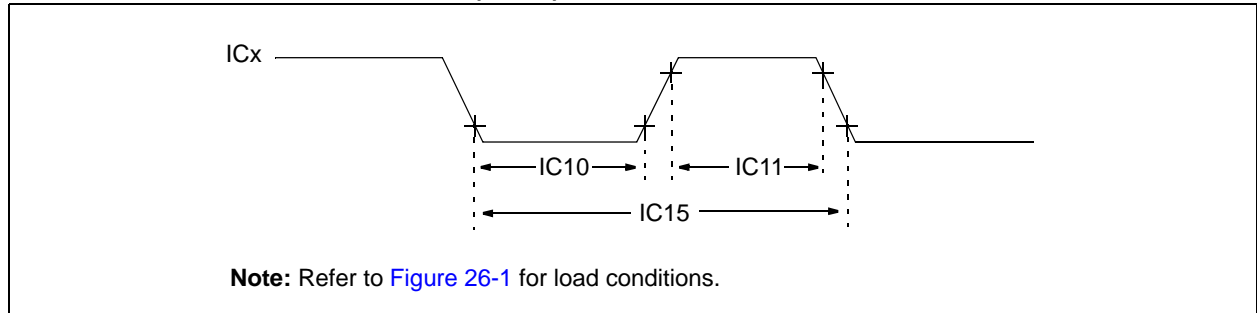 ICx
IC10
IC11
IC15
Note: Refer to Figure 26-1 for load conditions.